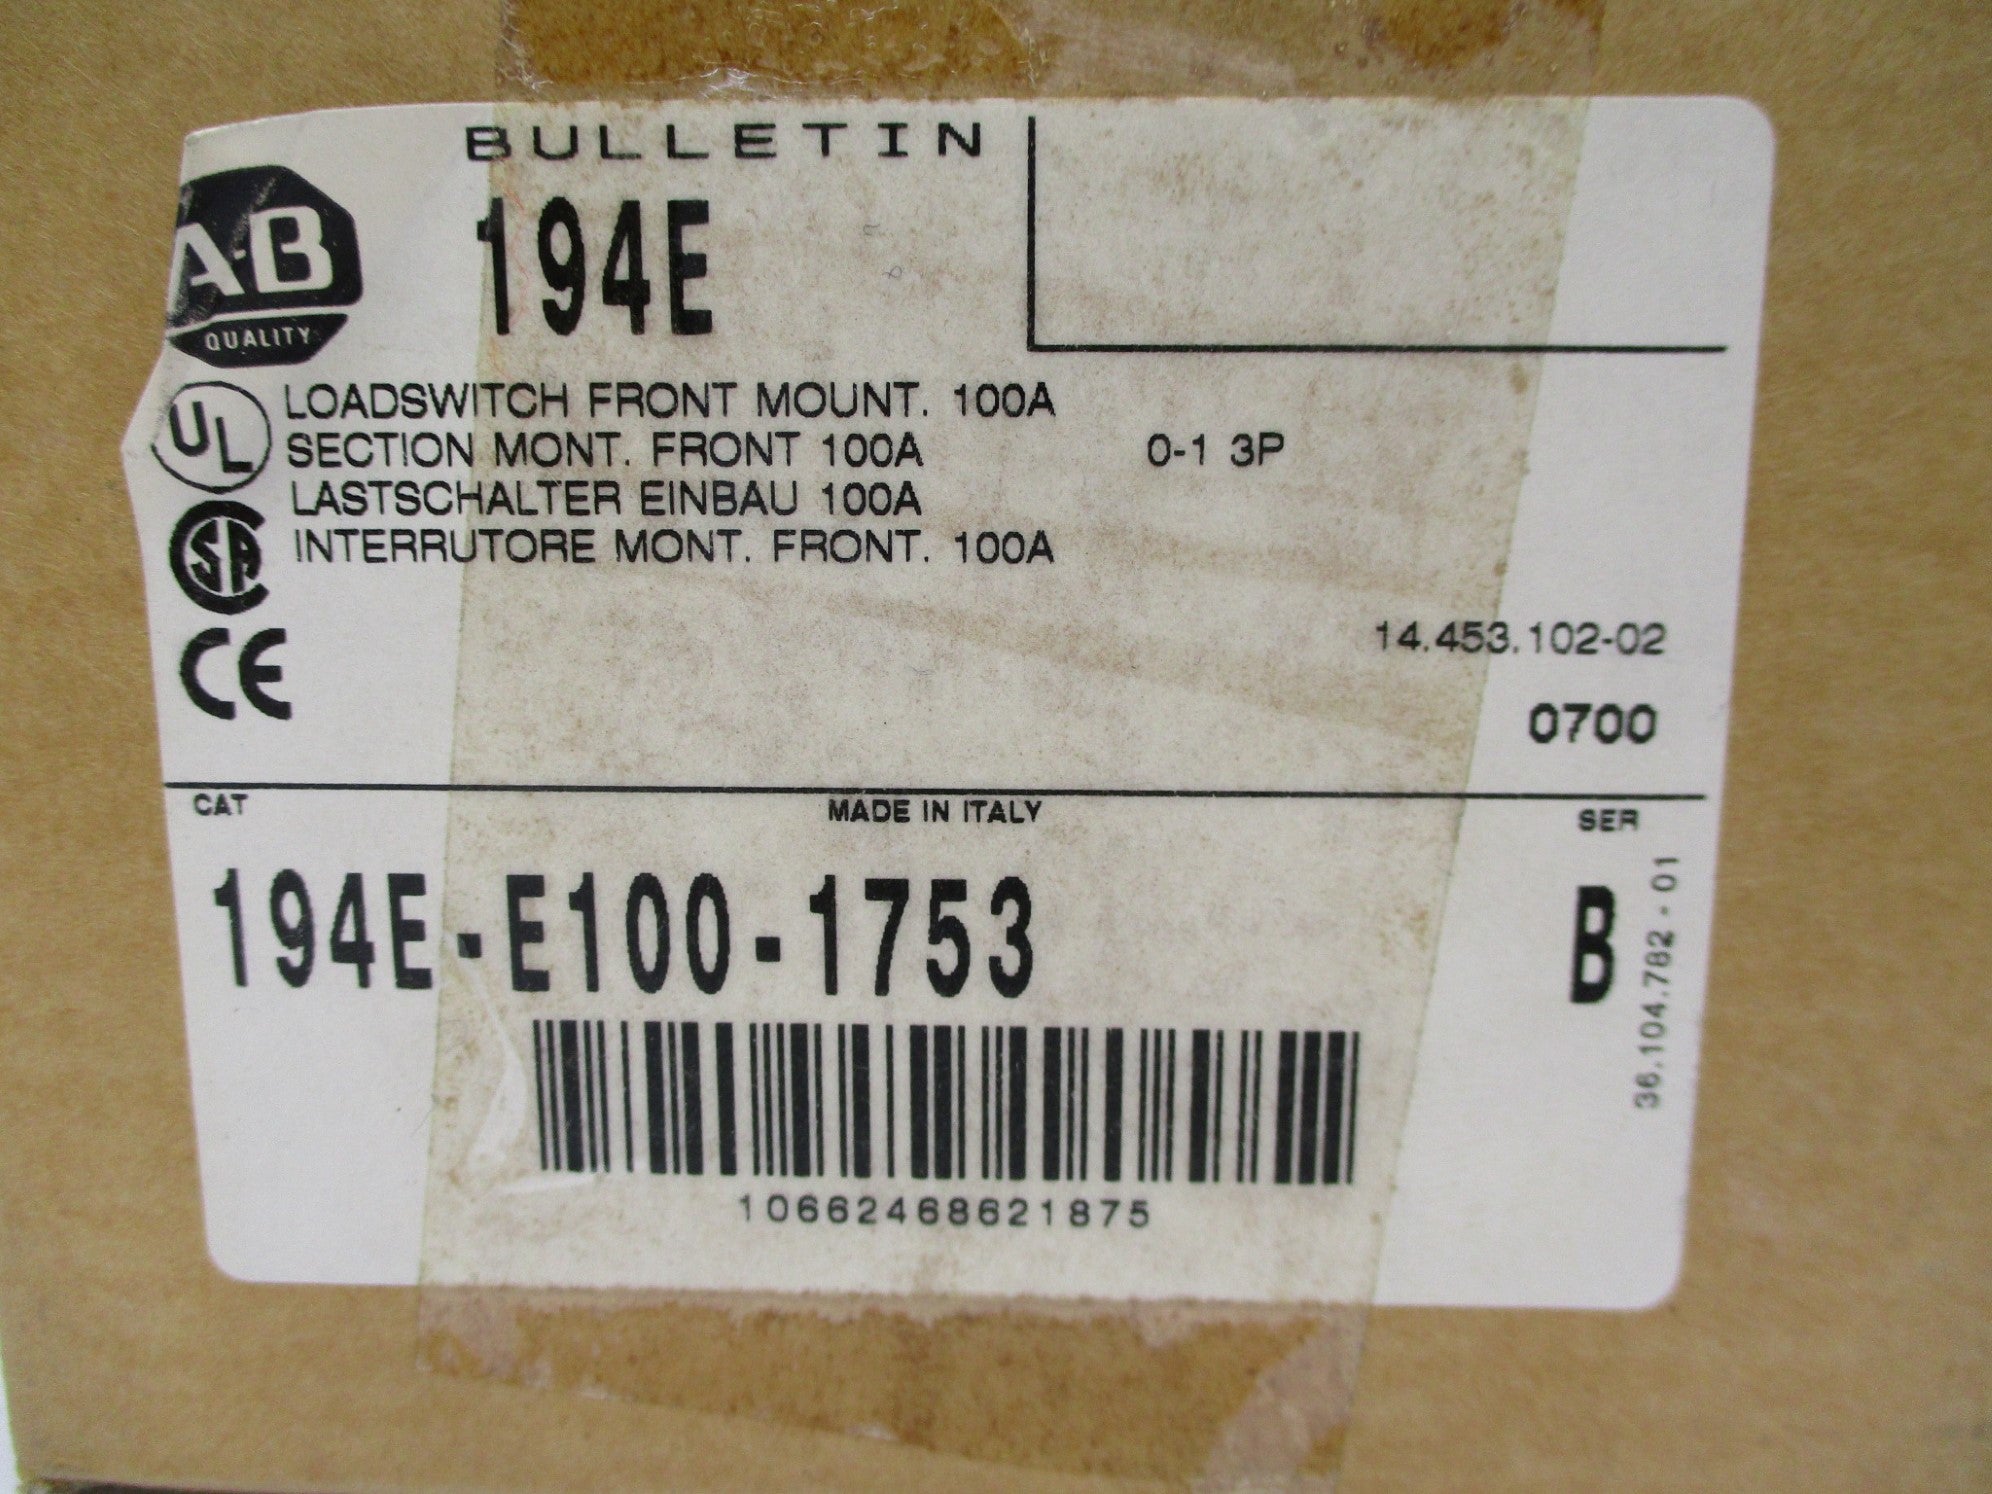 BULLETIN
A-B
QUALITY
194E
UL
LOADSWITCH FRONT MOUNT. 100A
SECTION MONT. FRONT 100A 0-1 3P
LASTSCHALTER EINBAU 100A
INTERRUTORE MONT. FRONT. 100A
SA
CE
14.453.102-02
0700
CAT MADE IN ITALY SER
194E-E100-1753 B
36.104.782-01
10662468621875